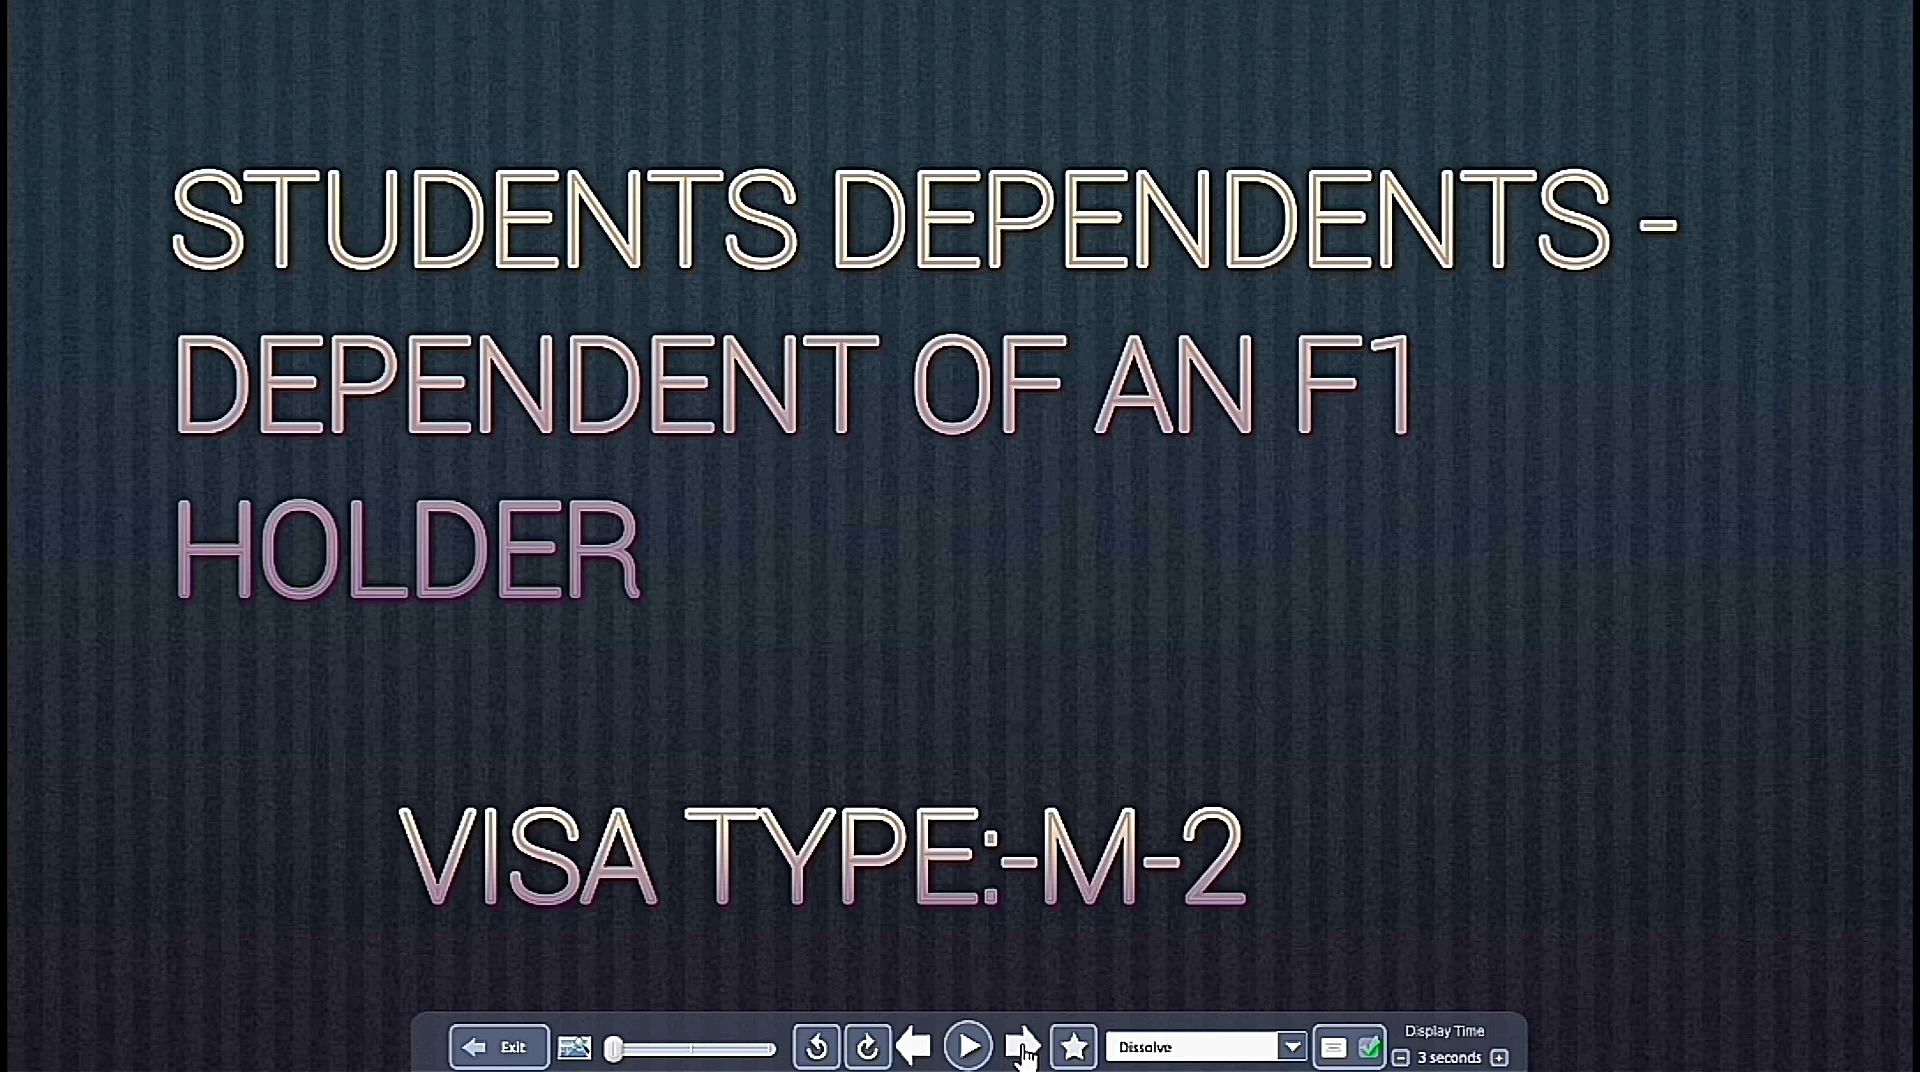 STUDENTS DEPENDENTS -
DEPENDENT OF AN F1
HOLDER
VISA TYPE:-M-2
Exit
Dissolve
Display Time
3 seconds